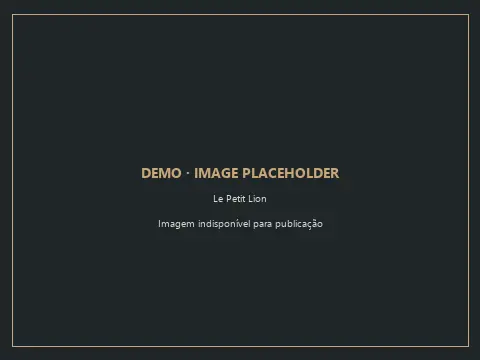 DEMO · IMAGE PLACEHOLDER
Le Petit Lion
Imagem indisponível para publicação